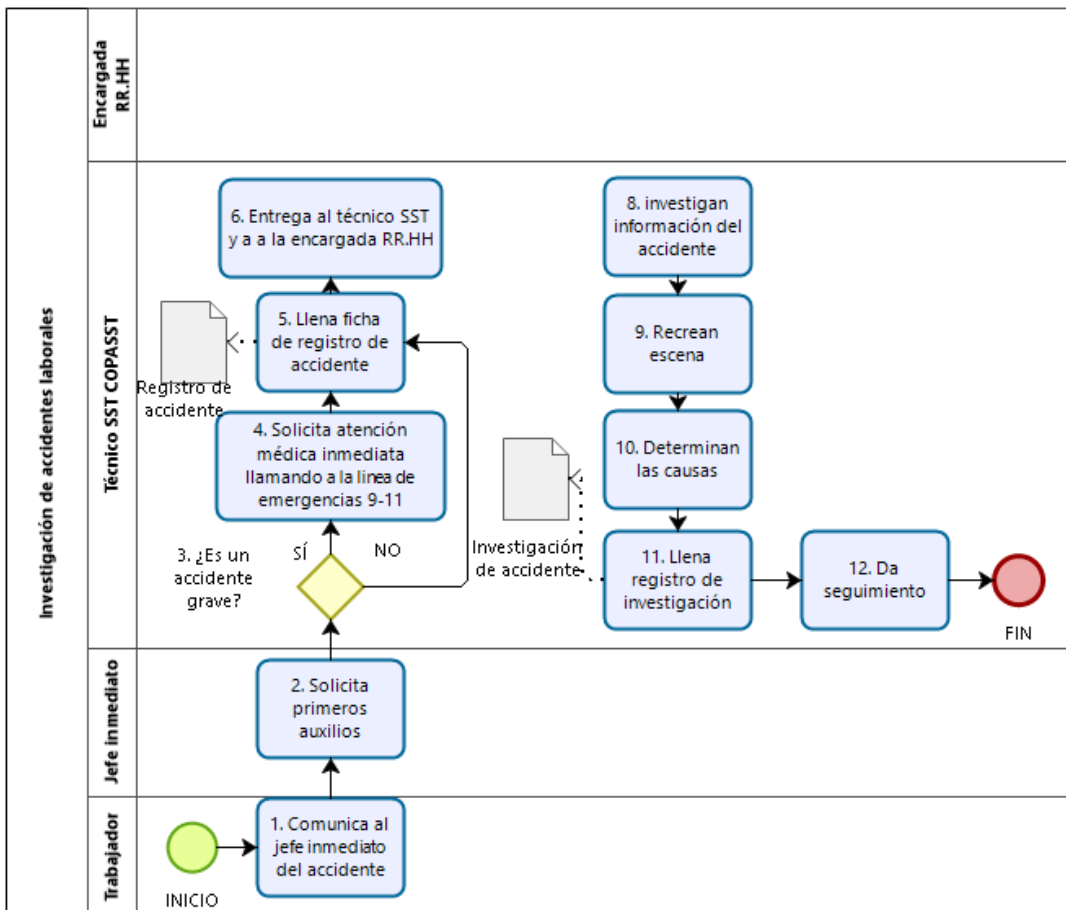 Investigación de accidentes laborales
Encargada
RR.HH
Técnico SST COPASST
Jefe inmediato
Trabajador
6. Entrega al técnico SST
y a a la encargada RR.HH
5. Llena ficha
de registro de
accidente
Registro de
accidente
4. Solicita atención
médica inmediata
llamando a la linea de
emergencias 9-11
3. ¿Es un
accidente
grave?
SÍ
NO
8. investigan
información del
accidente
9. Recrean
escena
10. Determinan
las causas
Investigación
de accidente
11. Llena
registro de
investigación
12. Da
seguimiento
FIN
2. Solicita
primeros
auxilios
1. Comunica al
jefe inmediato
del accidente
INICIO